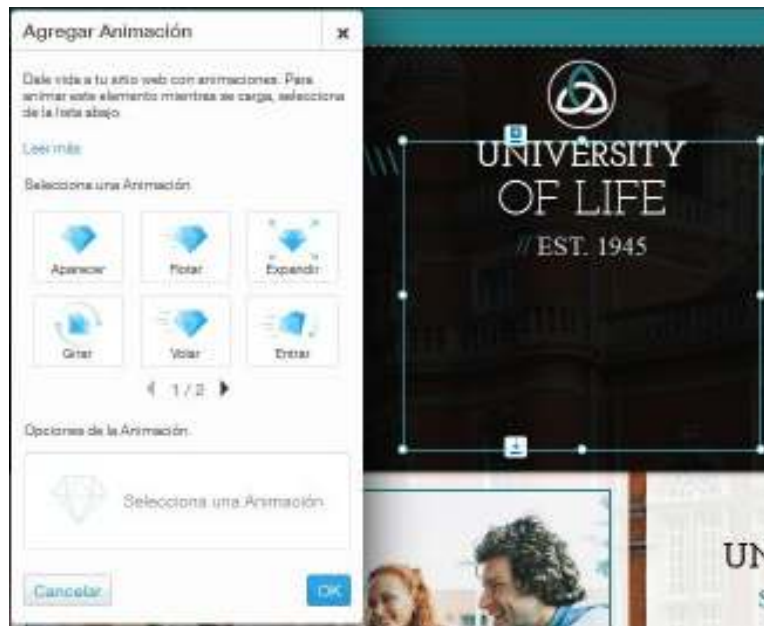 Agregar Animación
Dale vida a tu sitio web con animaciones. Para
animar este elemento mientras se carga, selecciona
de la lista abajo.
Leer más
Selecciona una Animación
Aparecer
Flotar
Expandir
Girar
Volar
Entrar
1 / 2
Opciones de la Animación
Selecciona una Animación
Cancelar
OK
UNIVERSITY
OF LIFE
// EST. 1945
UN
S